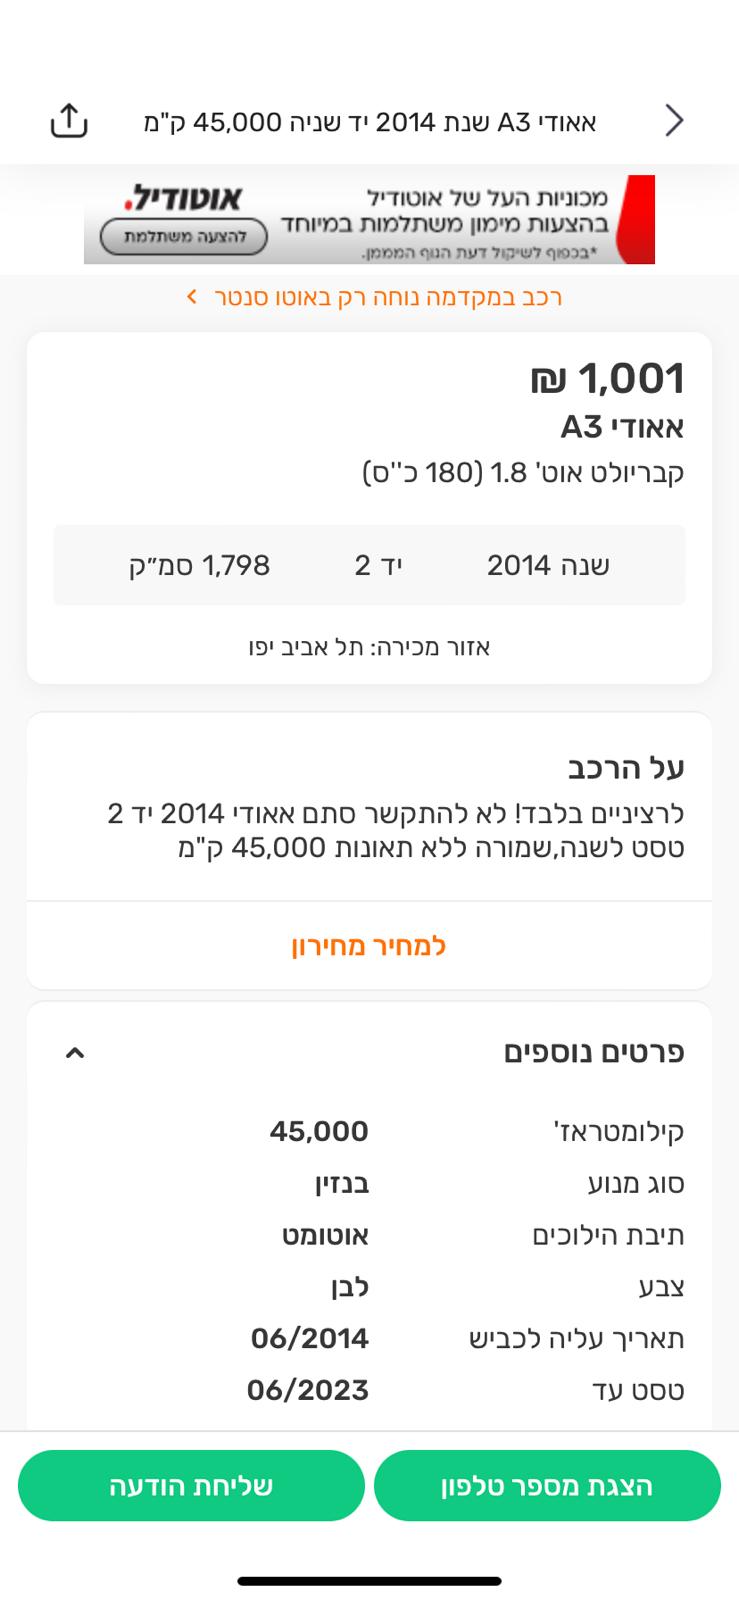 אאודי A3 שנת 2014 יד שניה 45,000 ק"מ
מכוניות העל של אוטודיל
בהצעות מימון משתלמות במיוחד
*בכפוף לשיקול דעת הגוף המממן.
אוטודיל.
להצעה משתלמת
רכב במקדמה נוחה רק באוטו סנטר
1,001 ₪
אאודי A3
קבריולט אוט' 1.8 (180 כ''ס)
שנה 2014 יד 2 1,798 סמ״ק
אזור מכירה: תל אביב יפו
על הרכב
לרציניים בלבד! לא להתקשר סתם אאודי 2014 יד 2
טסט לשנה,שמורה ללא תאונות 45,000 ק"מ
למחיר מחירון
פרטים נוספים
קילומטראז' 45,000
סוג מנוע בנזין
תיבת הילוכים אוטומט
צבע לבן
תאריך עליה לכביש 06/2014
טסט עד 06/2023
הצגת מספר טלפון שליחת הודעה